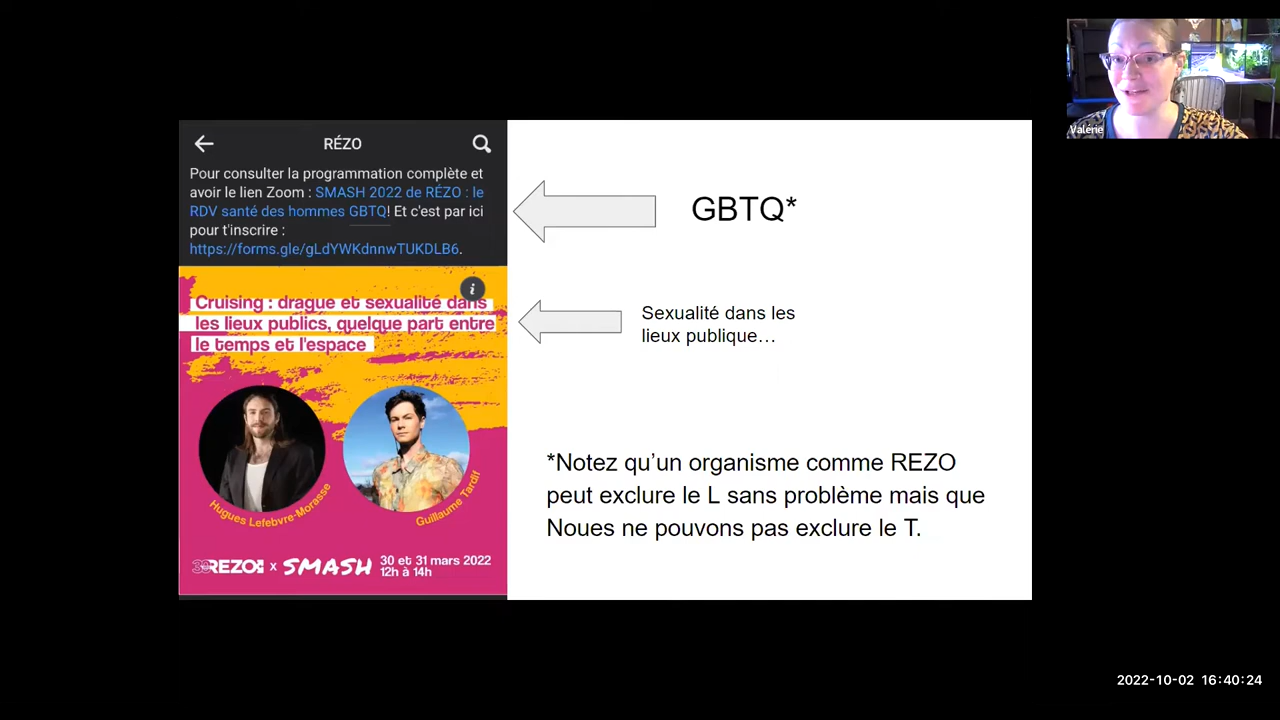 RÉZO
Pour consulter la programmation complète et
avoir le lien Zoom : SMASH 2022 de RÉZO : le
RDV santé des hommes GBTQ! Et c'est par ici
pour t'inscrire :
https://forms.gle/gLdYWKdnnwTUKDLB6.
Cruising : drague et sexualité dans
les lieux publics, quelque part entre
le temps et l'espace
i
Hugues Lefebvre-Morasse
Guillaume Tardif
30 REZO x SMASH 30 et 31 mars 2022
12h à 14h
GBTQ*
Sexualité dans les
lieux publique…
*Notez qu'un organisme comme REZO
peut exclure le L sans problème mais que
Noues ne pouvons pas exclure le T.
Valérie
2022-10-02 16:40:24